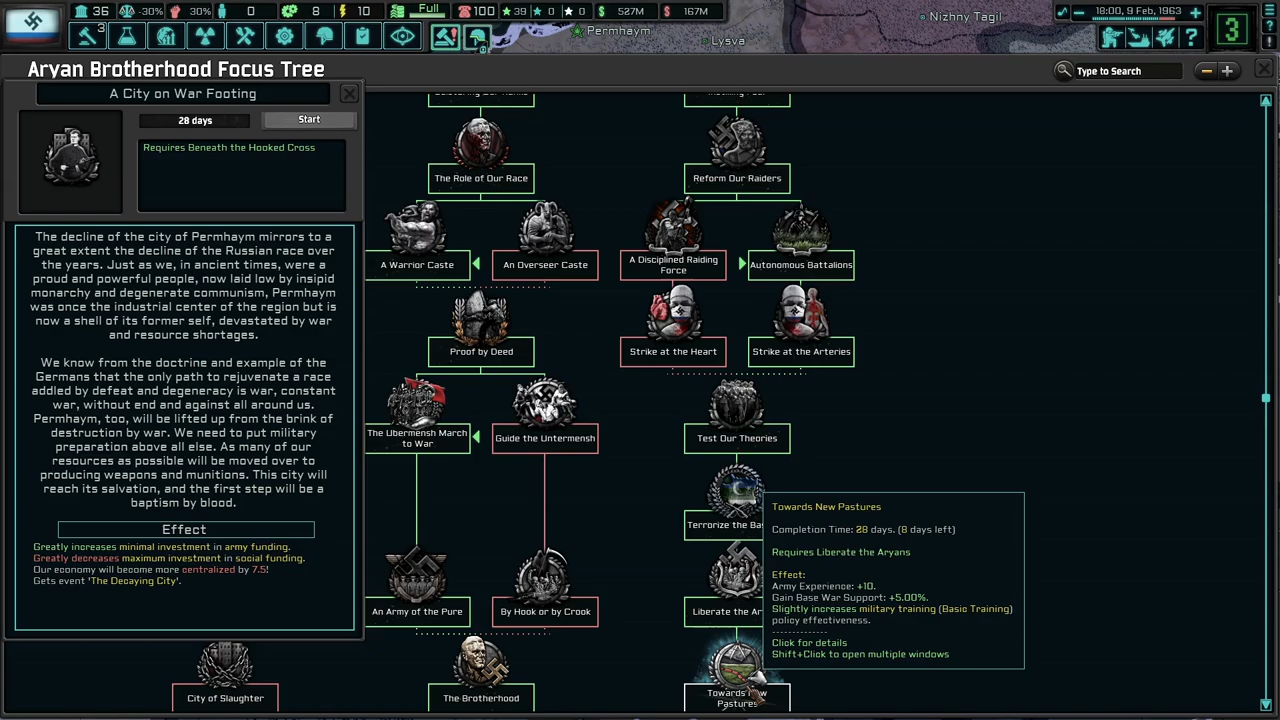 36 -30% 30% 0 8 10 Full 100 39 0 0 $ 527M $ 167M
18:00, 9 Feb, 1963
3
3
Nizhny Tagil
Permhaym
Lysva
Aryan Brotherhood Focus Tree
Type to Search
A City on War Footing
28 days
Start
Requires Beneath the Hooked Cross
The decline of the city of Permhaym mirrors to a
great extent the decline of the Russian race over
the years. Just as we, in ancient times, were a
proud and powerful people, now laid low by insipid
monarchy and degenerate communism, Permhaym
was once the industrial center of the region but is
now a shell of its former self, devastated by war
and resource shortages.
We know from the doctrine and example of the
Germans that the only path to rejuvenate a race
addled by defeat and degeneracy is war, constant
war, without end and against all around us.
Permhaym, too, will be lifted up from the brink of
destruction by war. We need to put military
preparation above all else. As many of our
resources as possible will be moved over to
producing weapons and munitions. This city will
reach its salvation, and the first step will be a
baptism by blood.
Effect
Greatly increases minimal investment in army funding.
Greatly decreases maximum investment in social funding.
Our economy will become more centralized by 7.5!
Gets event 'The Decaying City'.
The Role of Our Race
Reform Our Raiders
A Warrior Caste
An Overseer Caste
A Disciplined Raiding
Force
Autonomous Battalions
Proof by Deed
Strike at the Heart
Strike at the Arteries
The Ubermensh March
to War
Guide the Untermensh
Test Our Theories
Terrorize the Bas
An Army of the Pure
By Hook or by Crook
Liberate the Ar
City of Slaughter
The Brotherhood
Towards New
Pastures
Towards New Pastures
Completion Time: 28 days. (8 days left)
Requires Liberate the Aryans
Effect:
Army Experience: +10.
Gain Base War Support: +5.00%.
Slightly increases military training (Basic Training)
policy effectiveness.
--------------
Click for details
Shift+Click to open multiple windows